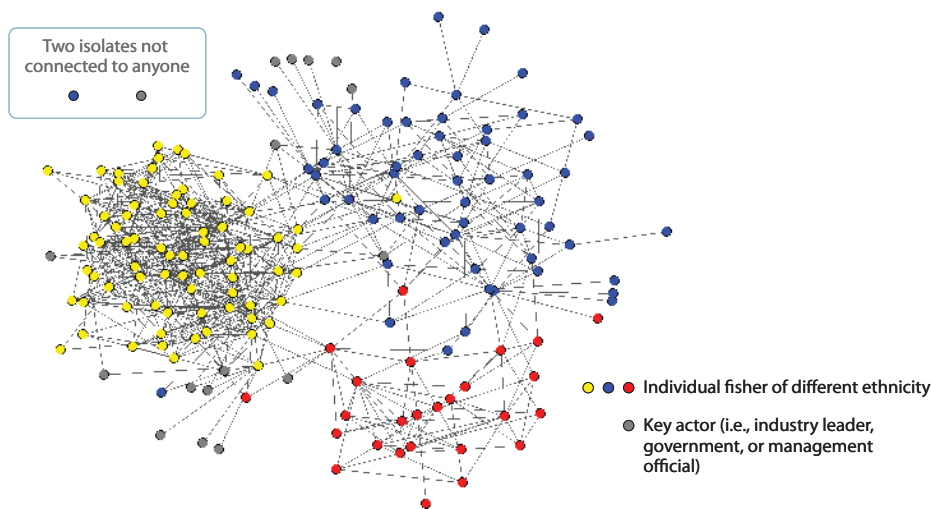 Two isolates not
connected to anyone
Individual fisher of different ethnicity
Key actor (i.e., industry leader,
government, or management
official)